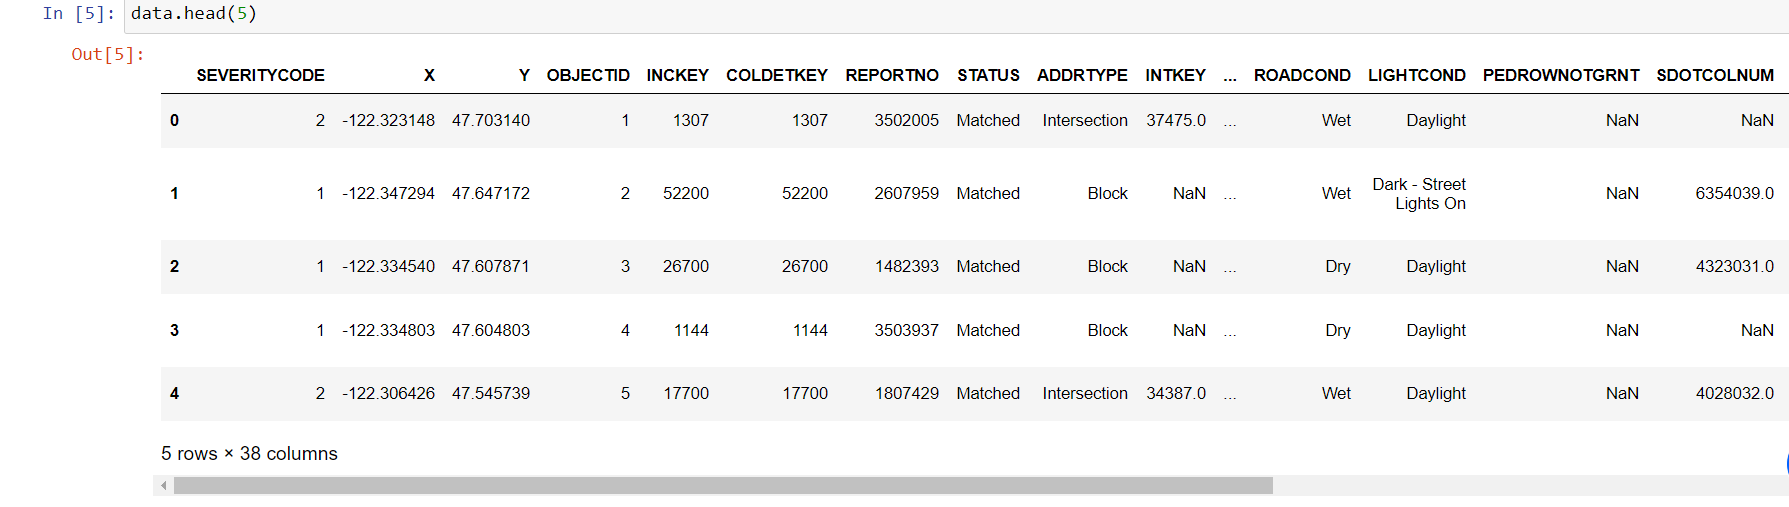 In [5]: data.head(5)
Out[5]:
SEVERITYCODE X Y OBJECTID INCKEY COLDETKEY REPORTNO STATUS ADDRTYPE INTKEY ... ROADCOND LIGHTCOND PEDROWNOTGRNT SDOTCOLNUM
0 2 -122.323148 47.703140 1 1307 1307 3502005 Matched Intersection 37475.0 ... Wet Daylight NaN NaN
1 1 -122.347294 47.647172 2 52200 52200 2607959 Matched Block NaN ... Wet Dark - Street Lights On NaN 6354039.0
2 1 -122.334540 47.607871 3 26700 26700 1482393 Matched Block NaN ... Dry Daylight NaN 4323031.0
3 1 -122.334803 47.604803 4 1144 1144 3503937 Matched Block NaN ... Dry Daylight NaN NaN
4 2 -122.306426 47.545739 5 17700 17700 1807429 Matched Intersection 34387.0 ... Wet Daylight NaN 4028032.0
5 rows × 38 columns